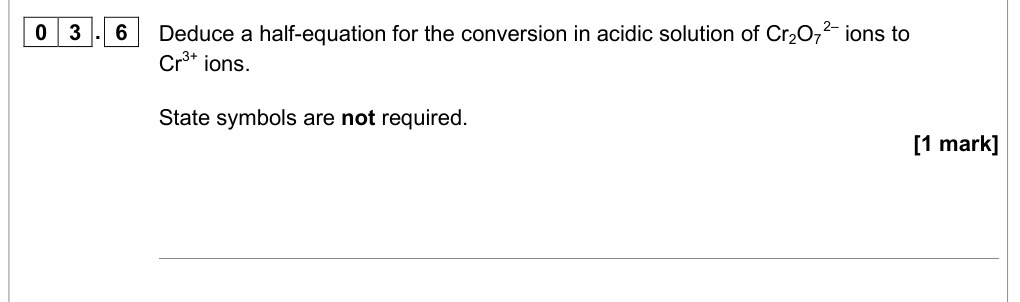 0 3 . 6 Deduce a half-equation for the conversion in acidic solution of Cr₂O₇²⁻ ions to
Cr³⁺ ions.
State symbols are not required.
[1 mark]